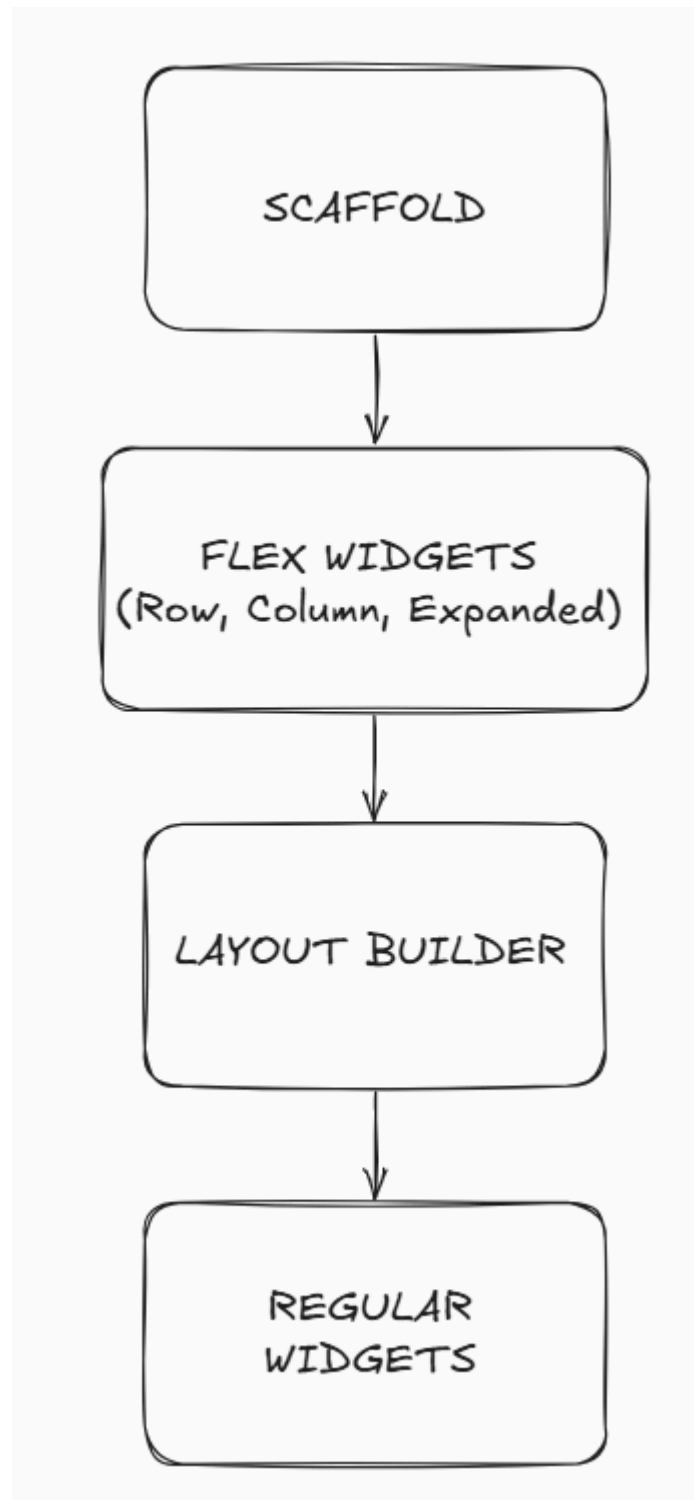 SCAFFOLD
FLEX WIDGETS
(Row, Column, Expanded)
LAYOUT BUILDER
REGULAR
WIDGETS